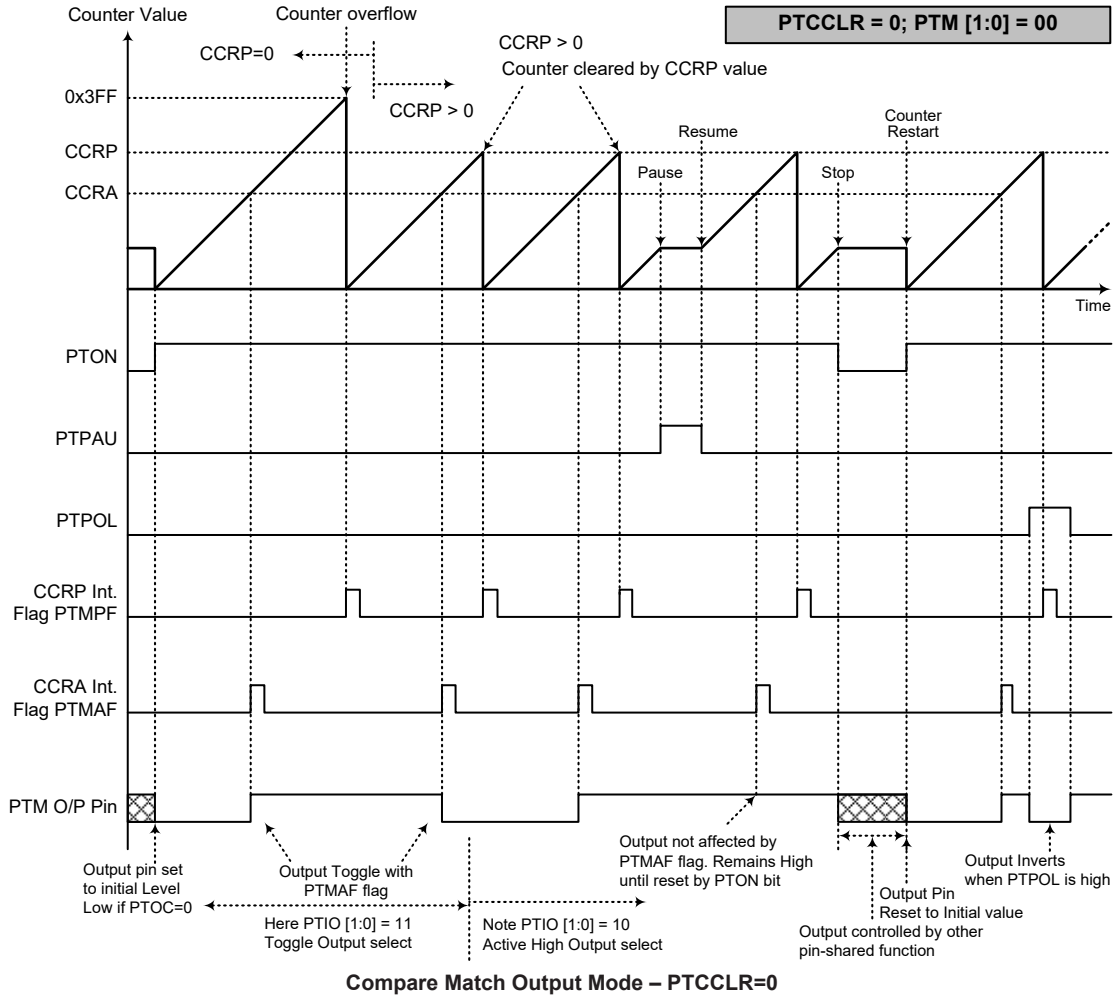 Counter Value
Counter overflow
PTCCLR = 0; PTM [1:0] = 00
CCRP=0
CCRP > 0
CCRP > 0
Counter cleared by CCRP value
0x3FF
CCRP
CCRA
Pause
Resume
Stop
Counter
Restart
Time
PTON
PTPAU
PTPOL
CCRP Int.
Flag PTMPF
CCRA Int.
Flag PTMAF
PTM O/P Pin
Output pin set
to initial Level
Low if PTOC=0
Output Toggle with
PTMAF flag
Here PTIO [1:0] = 11
Toggle Output select
Note PTIO [1:0] = 10
Active High Output select
Output not affected by
PTMAF flag. Remains High
until reset by PTON bit
Output Pin
Reset to Initial value
Output controlled by other
pin-shared function
Output Inverts
when PTPOL is high
Compare Match Output Mode – PTCCLR=0